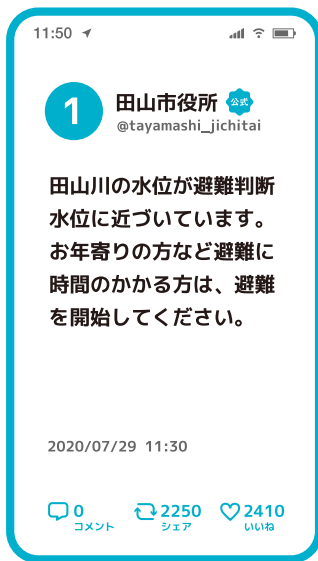 11:50
1
田山市役所 公式
@tayamashi_jichitai
田山川の水位が避難判断
水位に近づいています。
お年寄りの方など避難に
時間のかかる方は、避難
を開始してください。
2020/07/29 11:30
0 2250 2410
コメント シェア いいね